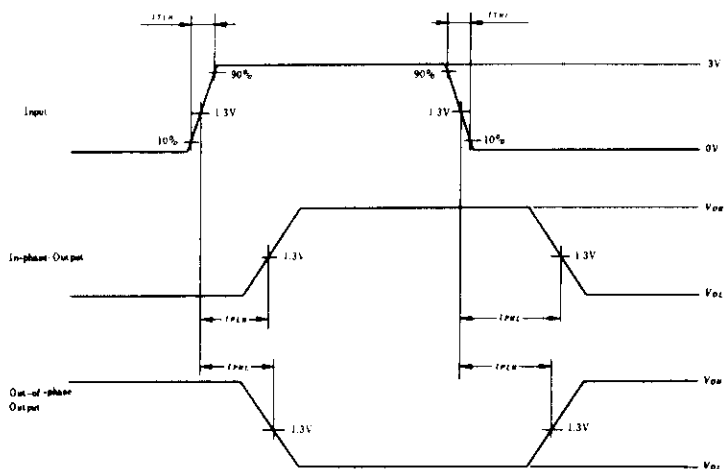 tTLH tTHL
90% 90% 3V
Input 1.3V 1.3V
10% 10% 0V
VOH
In-phase Output 1.3V 1.3V
VOL
tPLH tPHL
tPHL tPLH
Out-of-phase VOH
Output 1.3V 1.3V
VOL